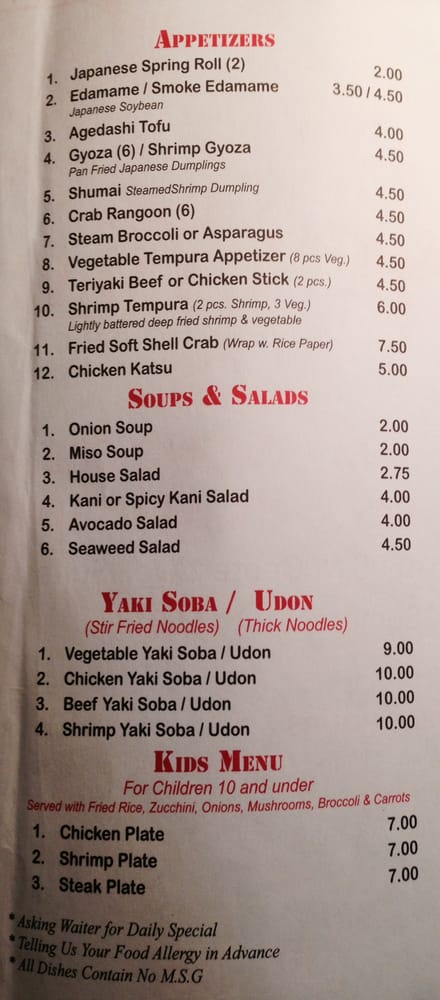 APPETIZERS
1. Japanese Spring Roll (2) 2.00
2. Edamame / Smoke Edamame 3.50 / 4.50
Japanese Soybean
3. Agedashi Tofu 4.00
4. Gyoza (6) / Shrimp Gyoza 4.50
Pan Fried Japanese Dumplings
5. Shumai SteamedShrimp Dumpling 4.50
6. Crab Rangoon (6) 4.50
7. Steam Broccoli or Asparagus 4.50
8. Vegetable Tempura Appetizer (8 pcs Veg.) 4.50
9. Teriyaki Beef or Chicken Stick (2 pcs.) 4.50
10. Shrimp Tempura (2 pcs. Shrimp, 3 Veg.) 6.00
Lightly battered deep fried shrimp & vegetable
11. Fried Soft Shell Crab (Wrap w. Rice Paper) 7.50
12. Chicken Katsu 5.00
SOUPS & SALADS
1. Onion Soup 2.00
2. Miso Soup 2.00
3. House Salad 2.75
4. Kani or Spicy Kani Salad 4.00
5. Avocado Salad 4.00
6. Seaweed Salad 4.50
YAKI SOBA / UDON
(Stir Fried Noodles) (Thick Noodles)
1. Vegetable Yaki Soba / Udon 9.00
2. Chicken Yaki Soba / Udon 10.00
3. Beef Yaki Soba / Udon 10.00
4. Shrimp Yaki Soba / Udon 10.00
KIDS MENU
For Children 10 and under
Served with Fried Rice, Zucchini, Onions, Mushrooms, Broccoli & Carrots
1. Chicken Plate 7.00
2. Shrimp Plate 7.00
3. Steak Plate 7.00
* Asking Waiter for Daily Special
* Telling Us Your Food Allergy in Advance
* All Dishes Contain No M.S.G